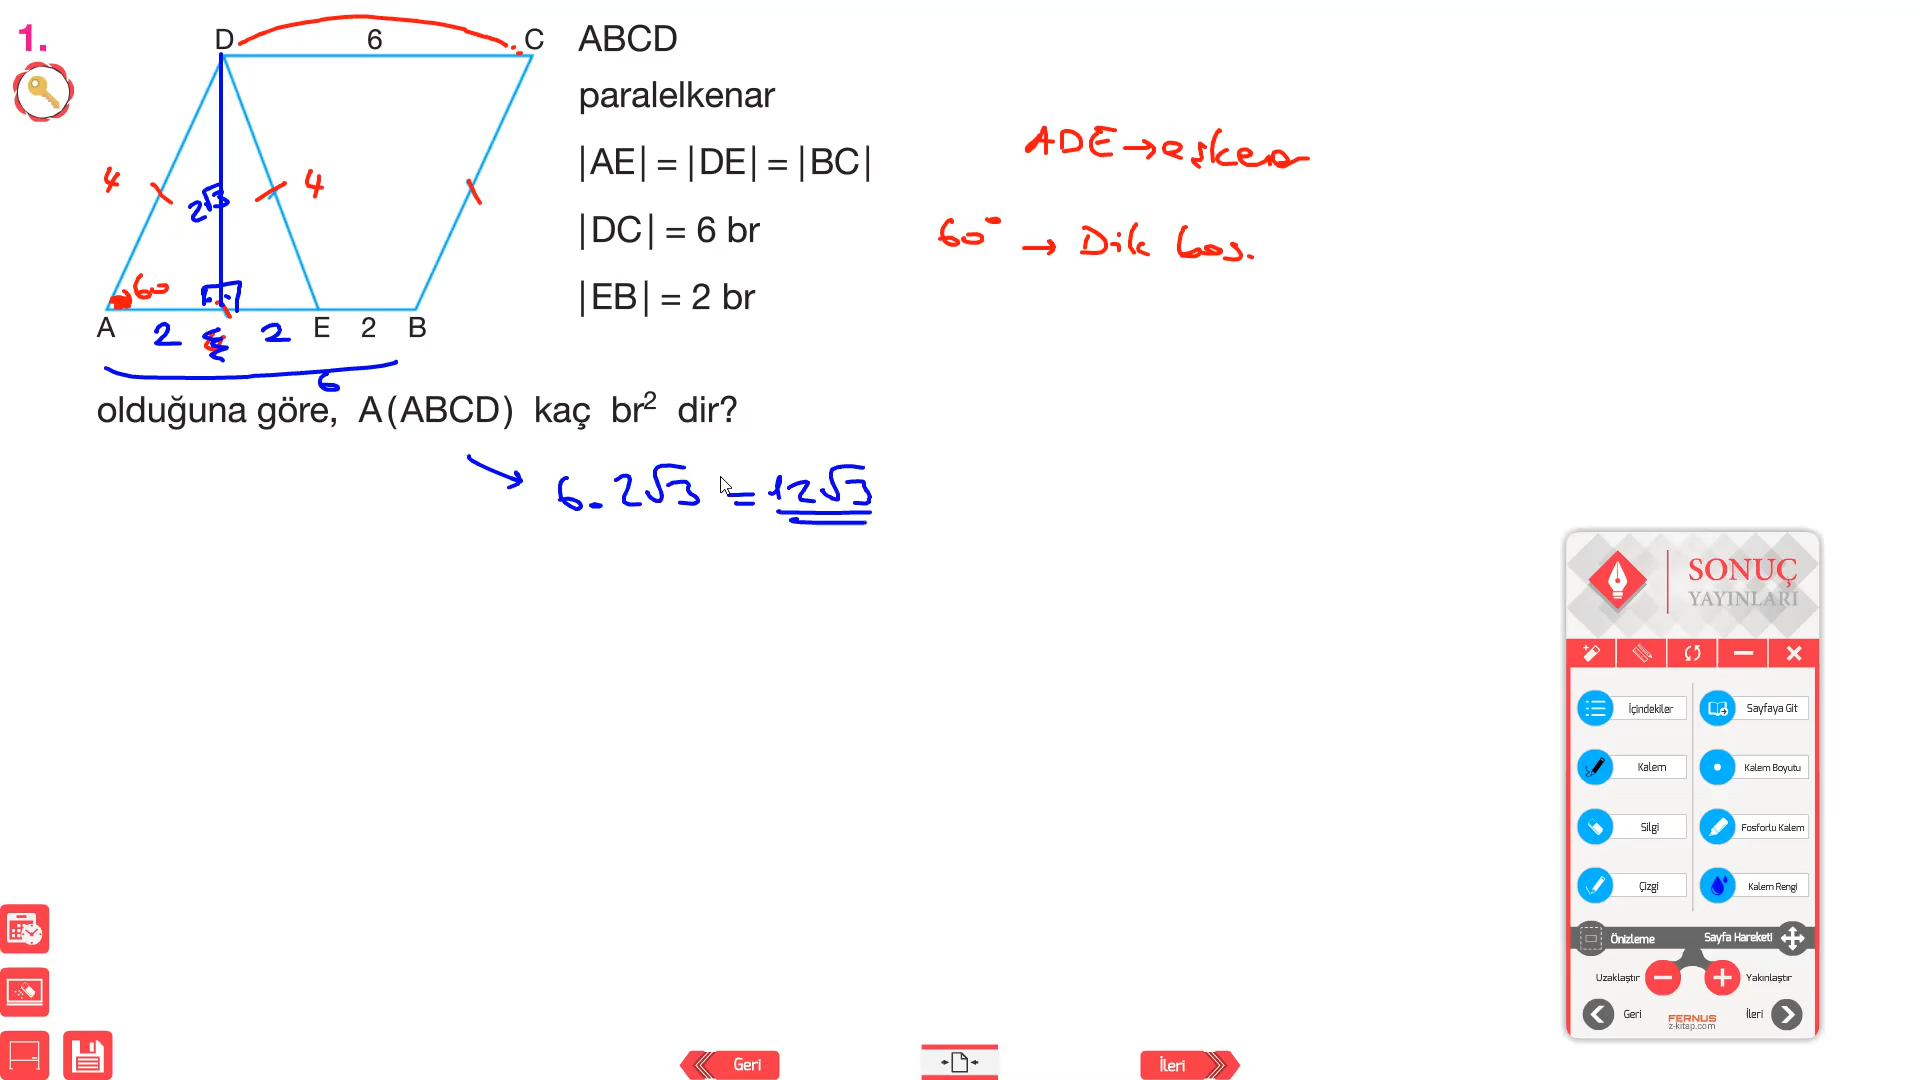 1.
D 6 C
ABCD
paralelkenar
|AE| = |DE| = |BC|
|DC| = 6 br
|EB| = 2 br
4 2√3 4
60
A 2 2 E 2 B
6
ADE → eşkenar
60° → Dik boş.
olduğuna göre, A(ABCD) kaç br² dir?
→ 6.2√3 = 12√3
SONUÇ
YAYINLARI
İçindekiler Sayfaya Git
Kalem Kalem Boyutu
Silgi Fosforlu Kalem
Çizgi Kalem Rengi
Önizleme Sayfa Hareketi
Uzaklaştır Yakınlaştır
Geri FERNUS İleri
z-kitap.com
Geri İleri